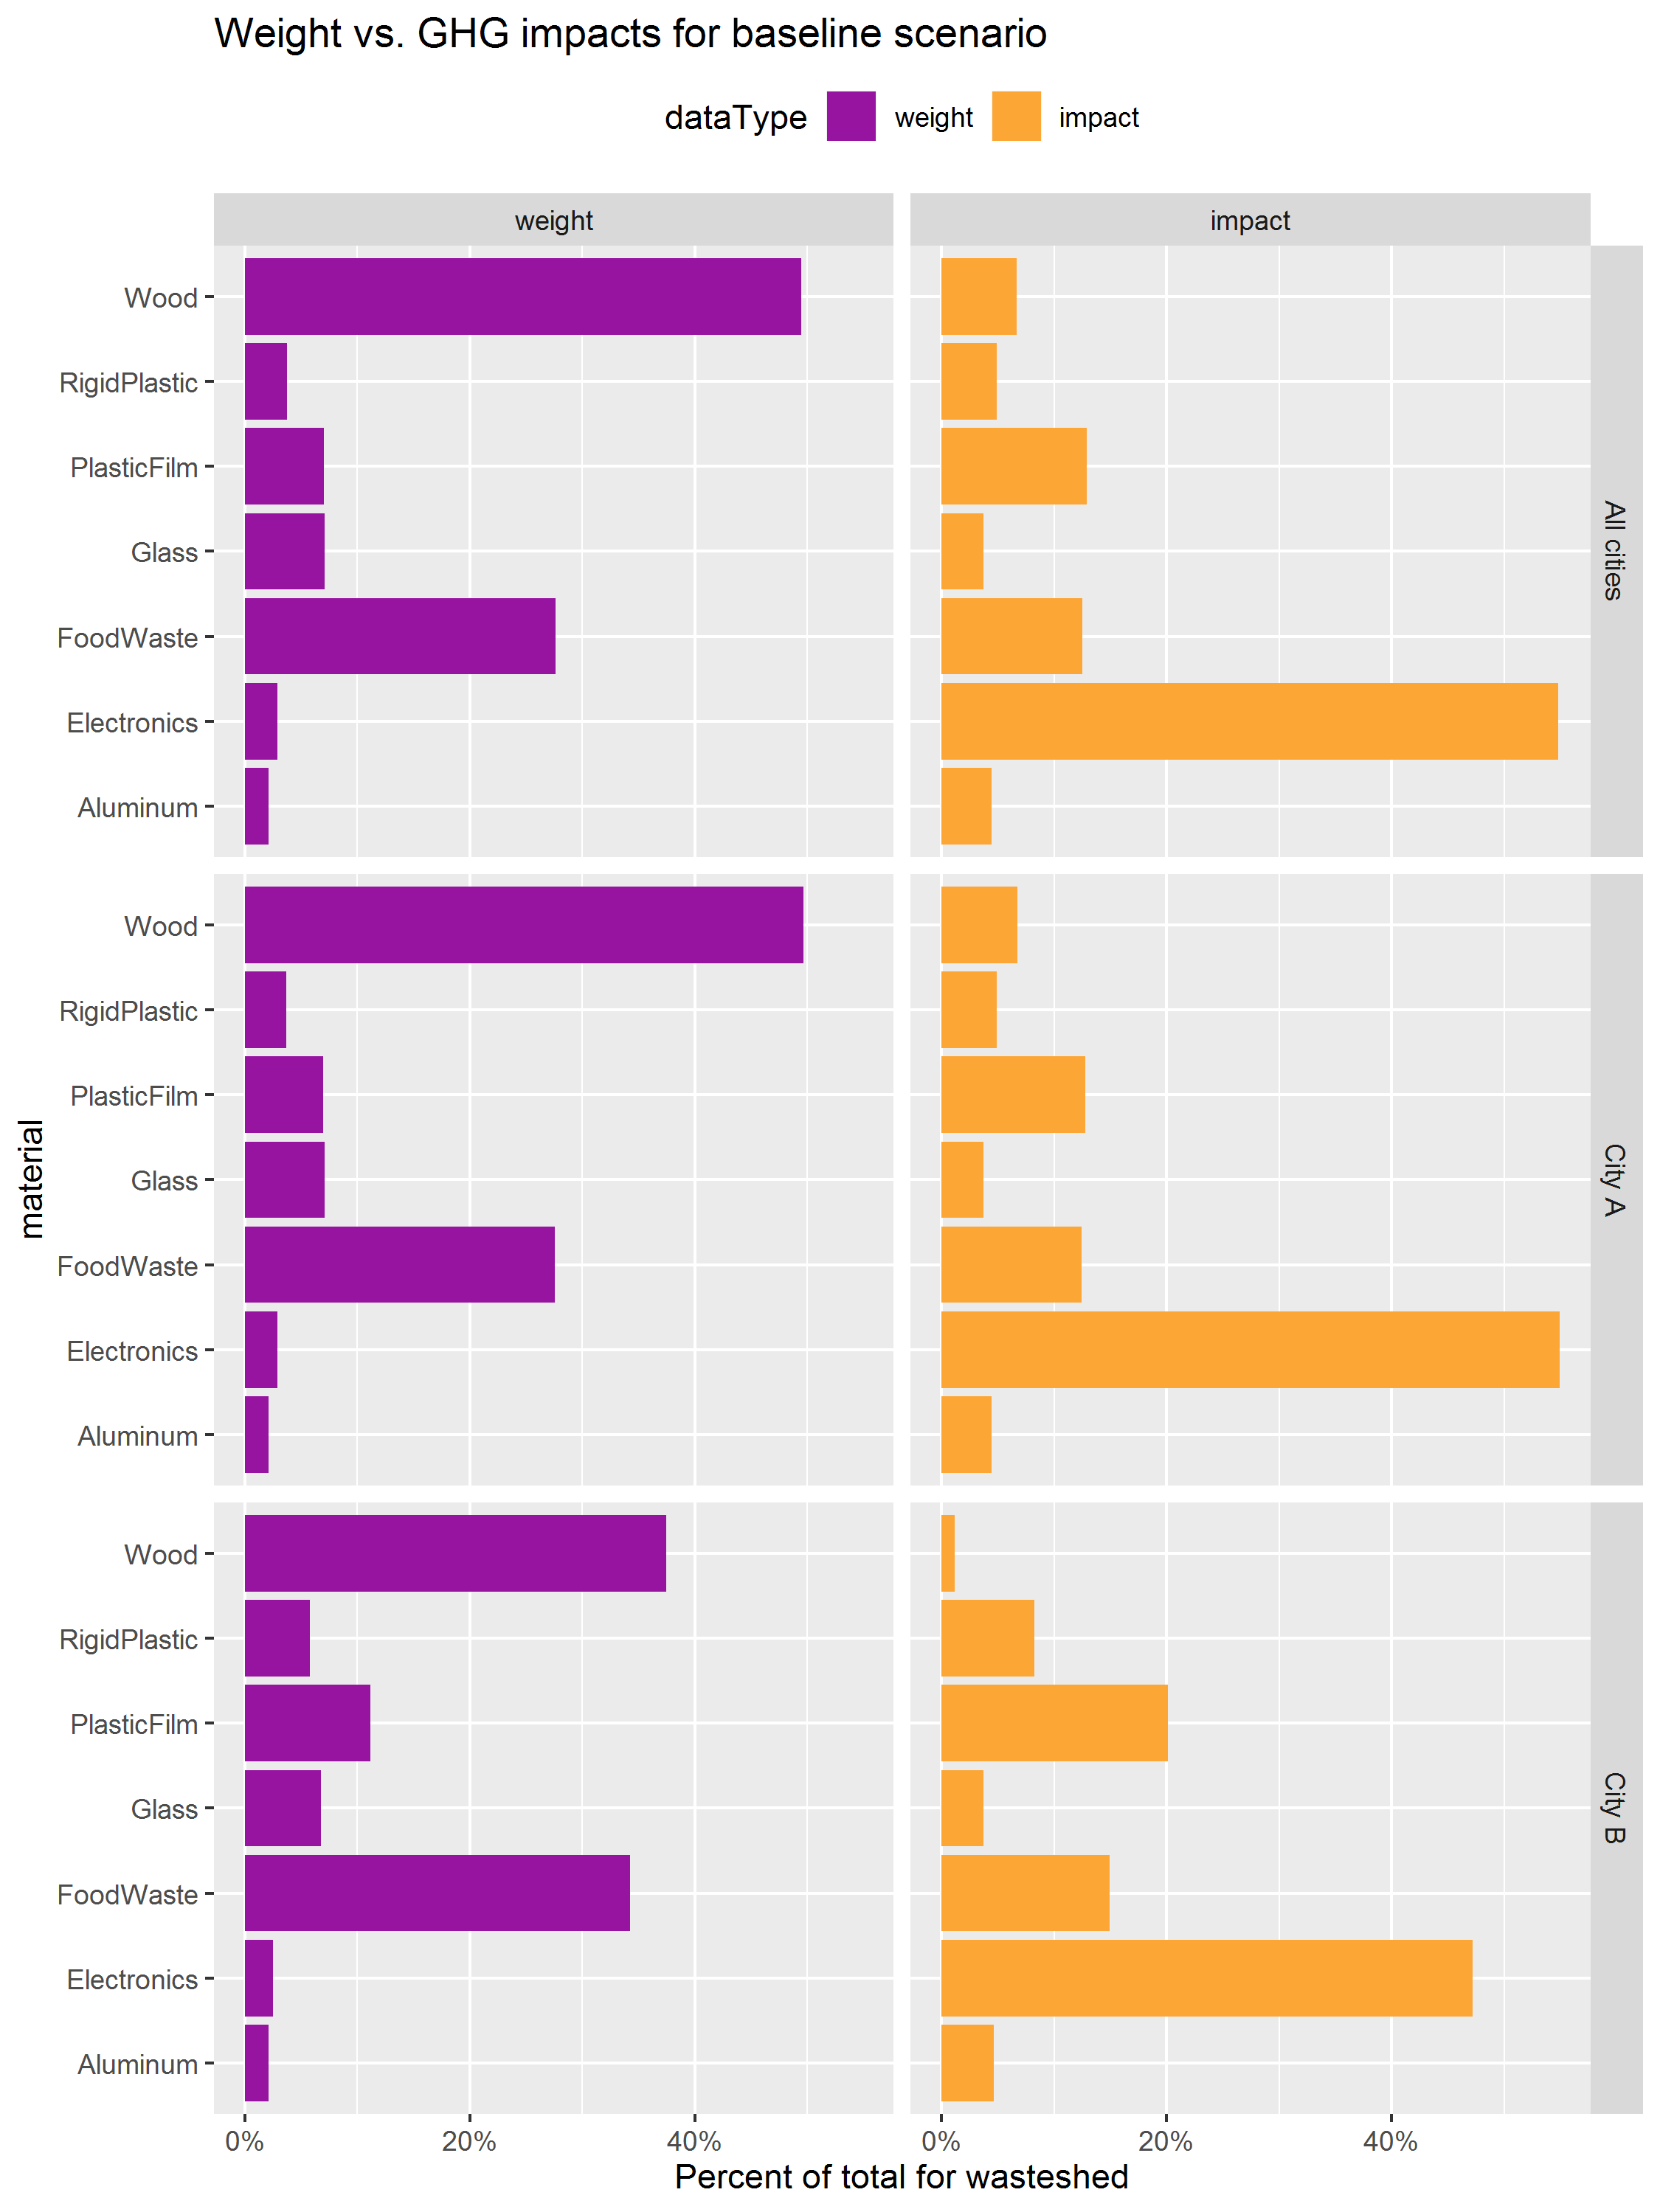 Weight vs. GHG impacts for baseline scenario
dataType weight impact
weight impact
Wood
RigidPlastic
PlasticFilm
Glass
FoodWaste
Electronics
Aluminum
All cities
Wood
RigidPlastic
PlasticFilm
Glass
FoodWaste
Electronics
Aluminum
City A
Wood
RigidPlastic
PlasticFilm
Glass
FoodWaste
Electronics
Aluminum
City B
material
0% 20% 40% 0% 20% 40%
Percent of total for wasteshed